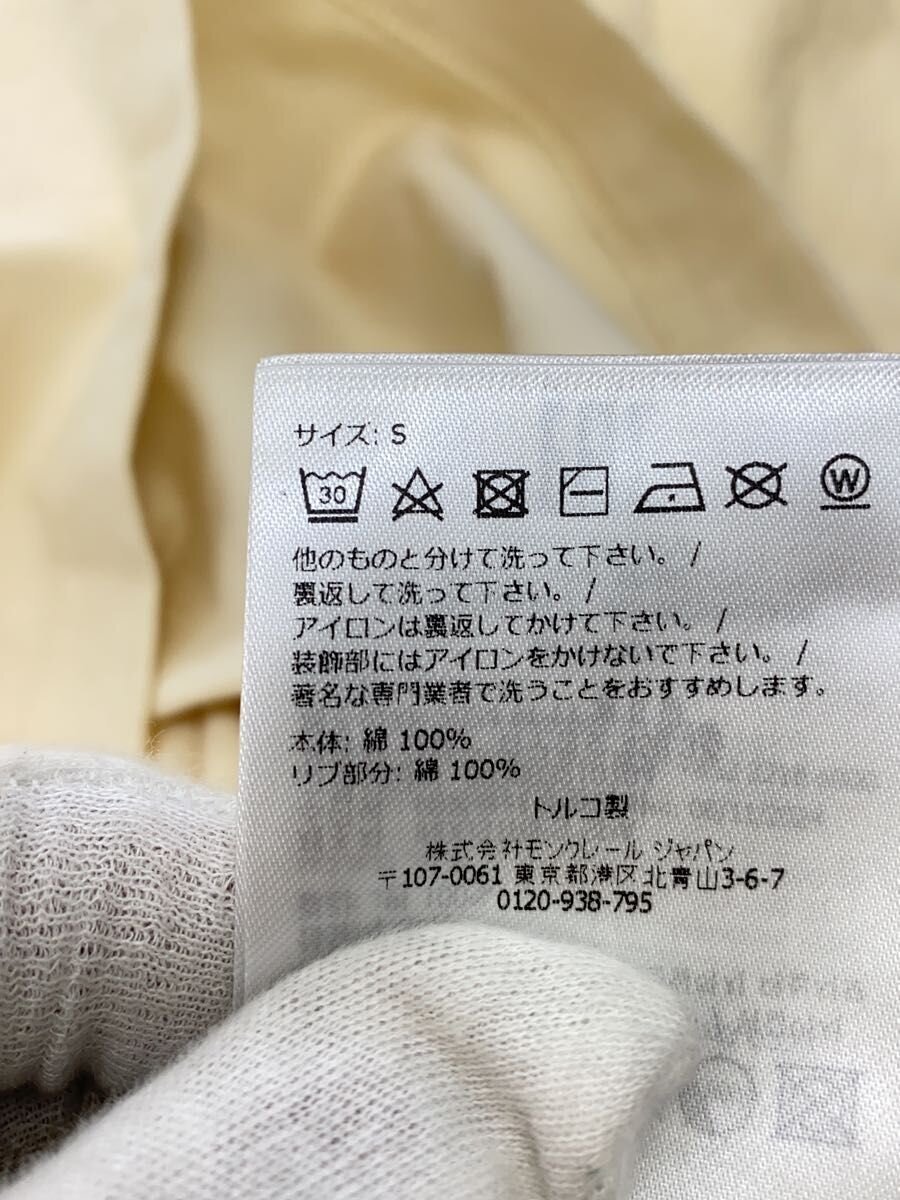 サイズ: S
30 W
他のものと分けて洗って下さい。 /
裏返して洗って下さい。 /
アイロンは裏返してかけて下さい。 /
装飾部にはアイロンをかけないで下さい。 /
著名な専門業者で洗うことをおすすめします。
本体: 綿 100%
リブ部分: 綿 100%
トルコ製
株式会社モンクレール ジャパン
〒107-0061 東京都港区北青山3-6-7
0120-938-795